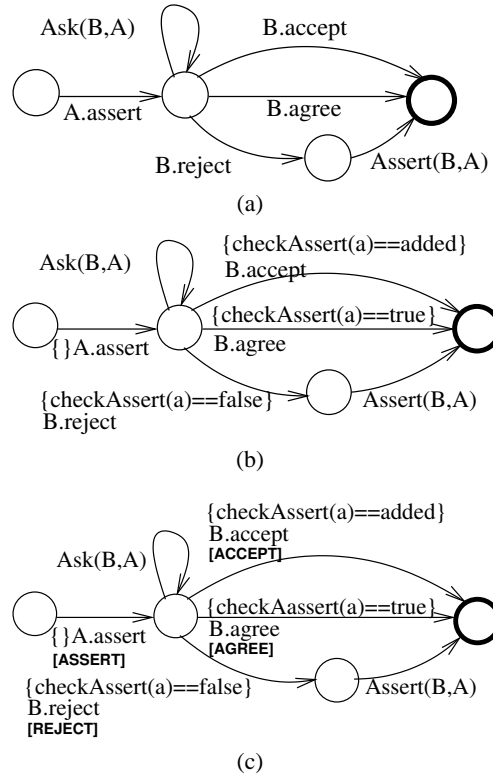 Ask(B,A)
B.accept
A.assert
B.agree
B.reject
Assert(B,A)
(a)
{checkAssert(a)==added}
Ask(B,A)
B.accept
{checkAssert(a)==true}
{}A.assert
B.agree
{checkAssert(a)==false}
Assert(B,A)
B.reject
(b)
{checkAssert(a)==added}
B.accept
Ask(B,A)
[ACCEPT]
{checkAassert(a)==true}
{}A.assert
B.agree
[ASSERT]
[AGREE]
{checkAssert(a)==false}
Assert(B,A)
B.reject
[REJECT]
(c)